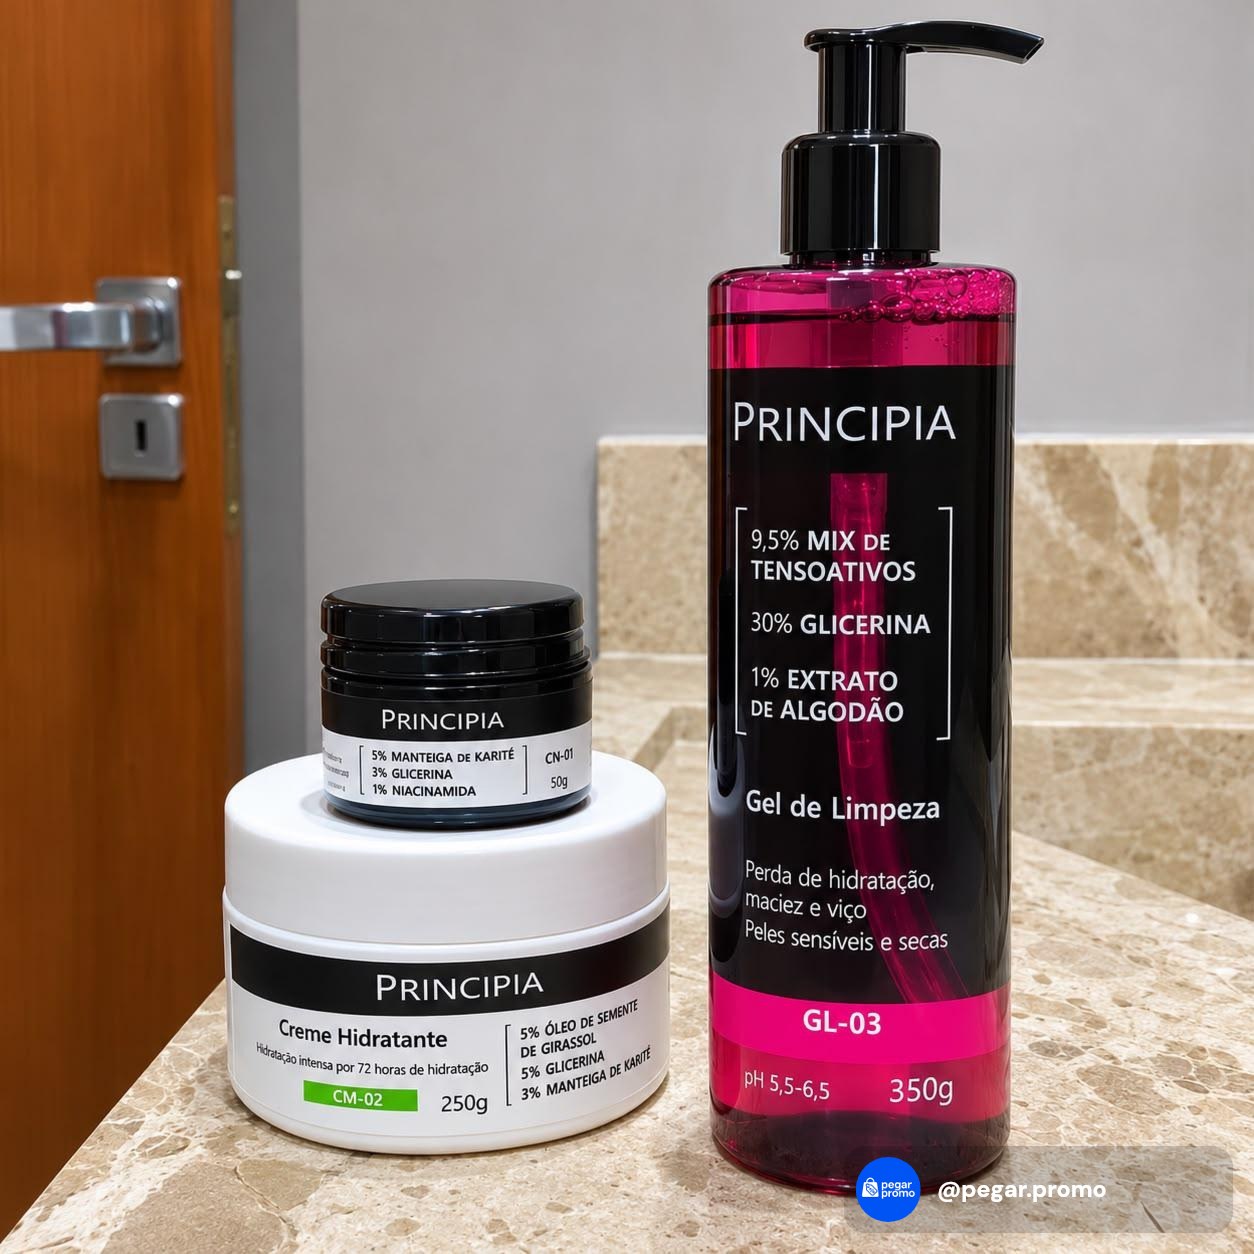 PRINCIPIA
5% MANTEIGA DE KARITÉ
3% GLICERINA
1% NIACINAMIDA
CN-01
50g
PRINCIPIA
Creme Hidratante
Hidratação intensa por 72 horas de hidratação
CM-02
250g
5% ÓLEO DE SEMENTE
DE GIRASSOL
5% GLICERINA
3% MANTEIGA DE KARITÉ
PRINCIPIA
9,5% MIX DE
TENSOATIVOS
30% GLICERINA
1% EXTRATO
DE ALGODÃO
Gel de Limpeza
Perda de hidratação,
maciez e viço
Peles sensíveis e secas
GL-03
pH 5,5-6,5
350g
pegar
promo
@pegar.promo